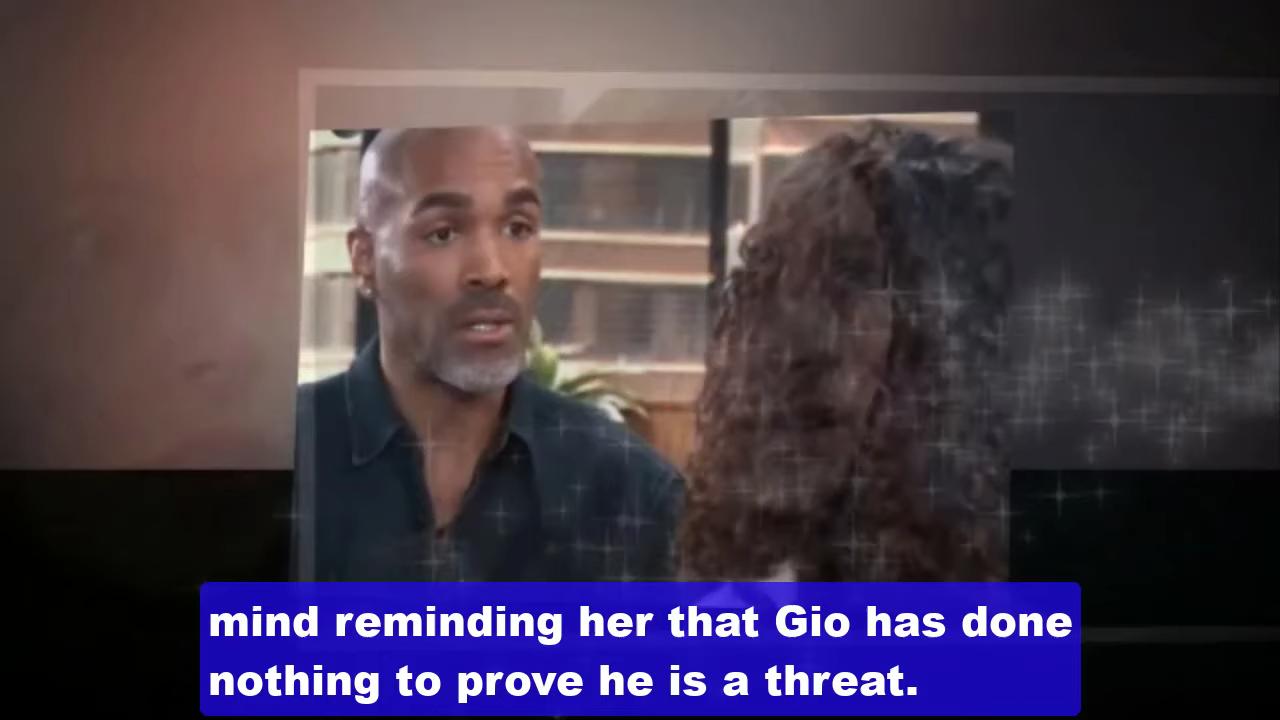 mind reminding her that Gio has done
nothing to prove he is a threat.